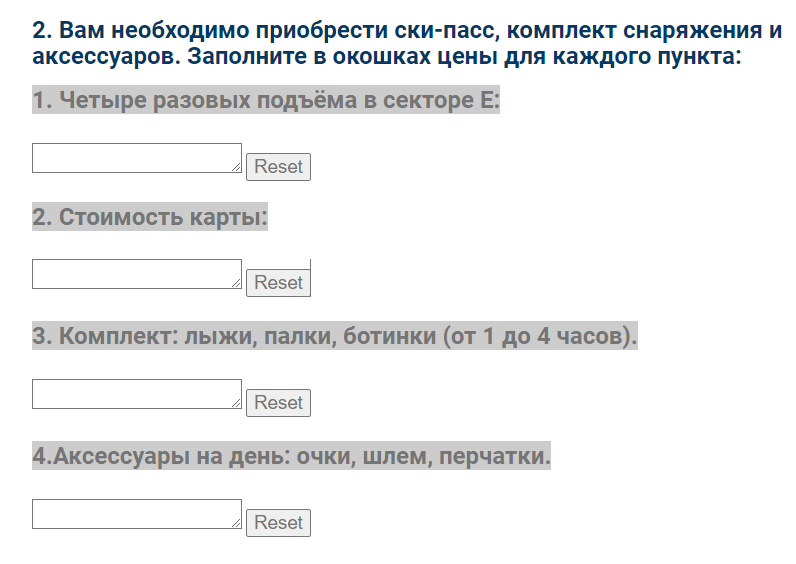 2. Вам необходимо приобрести ски-пасс, комплект снаряжения и
аксессуаров. Заполните в окошках цены для каждого пункта:
1. Четыре разовых подъёма в секторе Е:
Reset
2. Стоимость карты:
Reset
3. Комплект: лыжи, палки, ботинки (от 1 до 4 часов).
Reset
4.Аксессуары на день: очки, шлем, перчатки.
Reset